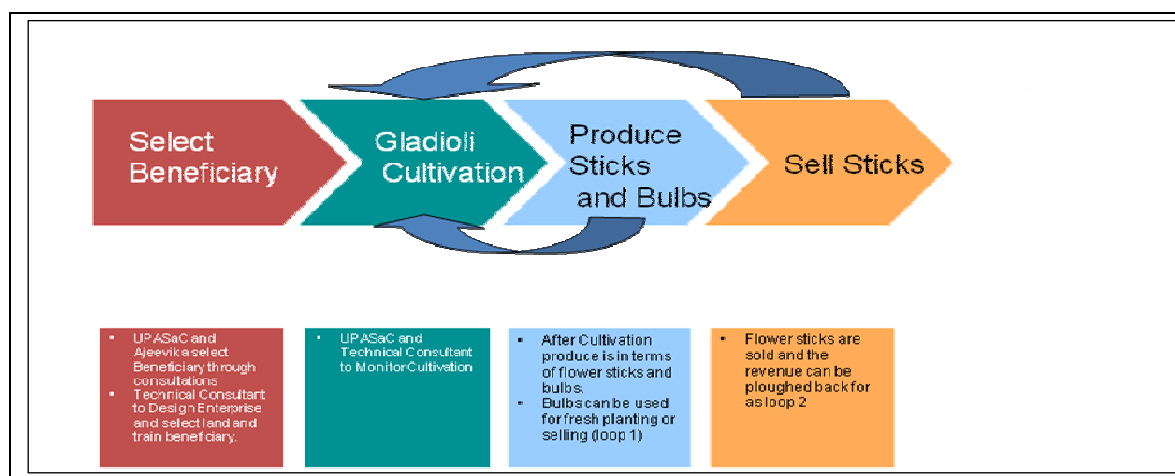 Select
Beneficiary
Gladioli
Cultivation
Produce
Sticks
and Bulbs
Sell Sticks
• UPASaC and
Ajeevika select
Beneficiary through
consultations
• Technical Consultant
to Design Enterprise
and select land and
train beneficiary.
• UPASaC and
Technical Consultant
to Monitor Cultivation
• After Cultivation
produce is in terms
of flower sticks and
bulbs.
• Bulbs can be used
for fresh planting or
selling (loop 1)
• Flower sticks are
sold and the
revenue can be
ploughed back for
as loop 2